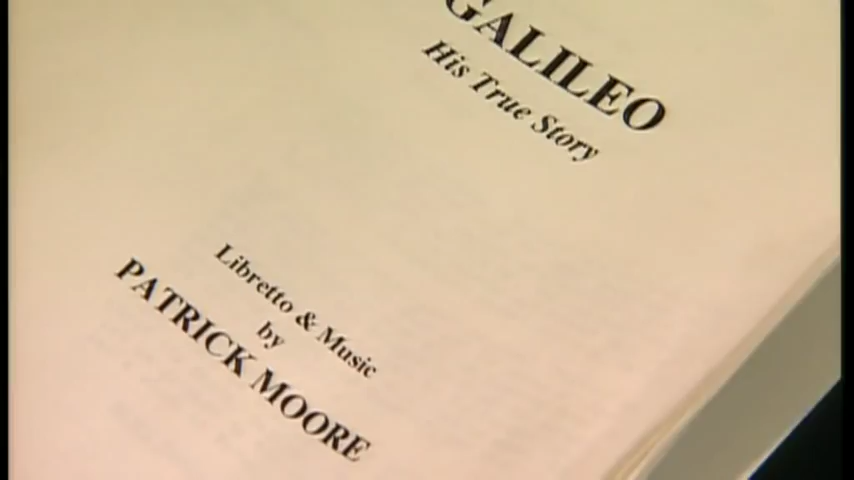 GALILEO
His True Story
Libretto & Music
by
PATRICK MOORE